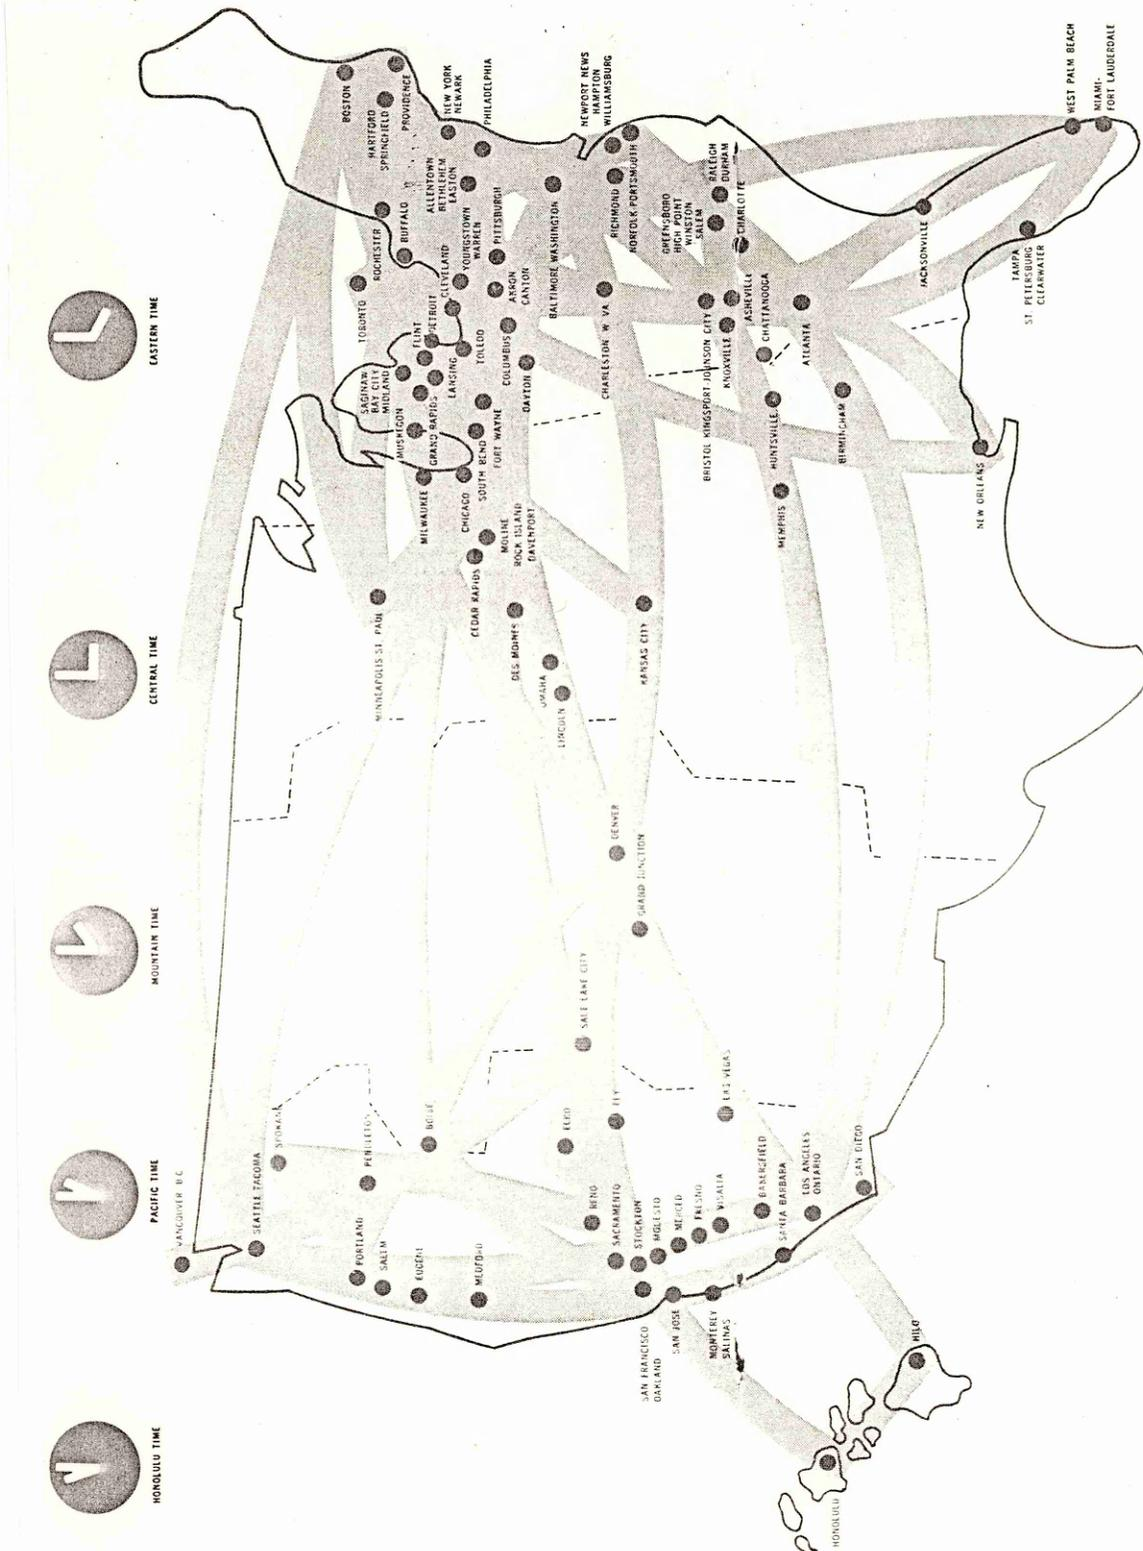 HONOLULU TIME
PACIFIC TIME
MOUNTAIN TIME
CENTRAL TIME
EASTERN TIME
VANCOUVER B.C.
SEATTLE TACOMA
SPOKANE
PORTLAND
SALEM
EUGENE
MEDFORD
PENDLETON
BOISE
ELKO
ELY
RENO
SACRAMENTO
STOCKTON
MODESTO
MERCED
FRESNO
VISALIA
SAN FRANCISCO
OAKLAND
SAN JOSE
MONTEREY
SALINAS
BAKERSFIELD
SANTA BARBARA
LOS ANGELES
ONTARIO
SAN DIEGO
LAS VEGAS
HONOLULU
HILO
SALT LAKE CITY
GRAND JUNCTION
DENVER
MINNEAPOLIS ST. PAUL
DES MOINES
OMAHA
LINCOLN
KANSAS CITY
CEDAR RAPIDS
MOLINE
ROCK ISLAND
DAVENPORT
MILWAUKEE
CHICAGO
SOUTH BEND
FORT WAYNE
MUSKEGON
GRAND RAPIDS
SAGINAW
BAY CITY
MIDLAND
LANSING
FLINT
DETROIT
TOLEDO
COLUMBUS
DAYTON
CLEVELAND
AKRON
CANTON
YOUNGSTOWN
WARREN
PITTSBURGH
TORONTO
ROCHESTER
BUFFALO
ALLENTOWN
BETHLEHEM
EASTON
BOSTON
HARTFORD
SPRINGFIELD
PROVIDENCE
NEW YORK
NEWARK
PHILADELPHIA
BALTIMORE WASHINGTON
CHARLESTON W VA
NEWPORT NEWS
HAMPTON
WILLIAMSBURG
RICHMOND
NORFOLK-PORTSMOUTH
GREENSBORO
HIGH POINT
WINSTON
SALEM
RALEIGH
DURHAM
CHARLOTTE
BRISTOL KINGSPORT-JOHNSON CITY
KNOXVILLE
ASHEVILLE
CHATTANOOGA
ATLANTA
HUNTSVILLE
BIRMINGHAM
MEMPHIS
NEW ORLEANS
JACKSONVILLE
TAMPA
ST. PETERSBURG
CLEARWATER
WEST PALM BEACH
MIAMI-
FORT LAUDERDALE